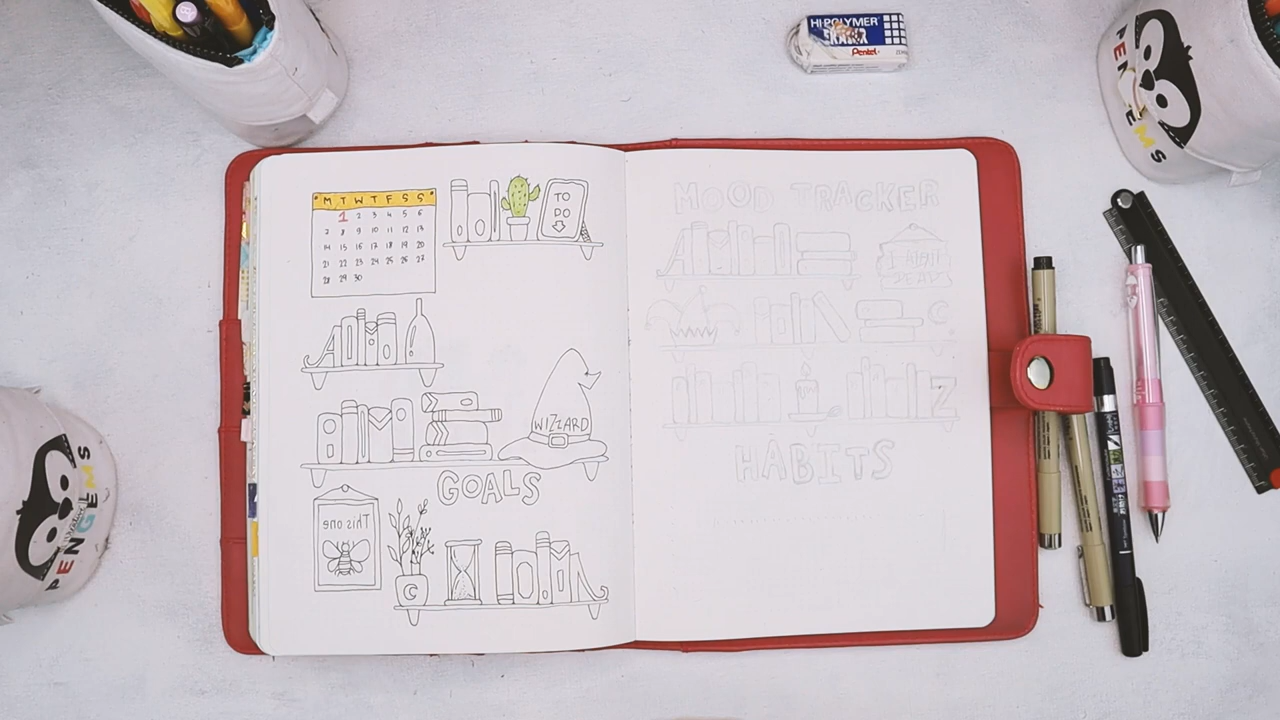 PENGEMS
HI-POLYMER
ERASER
Pentel
M T W T F S S
1 2 3 4 5 6
7 8 9 10 11 12 13
14 15 16 17 18 19 20
21 22 23 24 25 26 27
28 29 30
TO
DO
WIZZARD
GOALS
This one
C
MOOD TRACKER
HABITS
PENGEMS